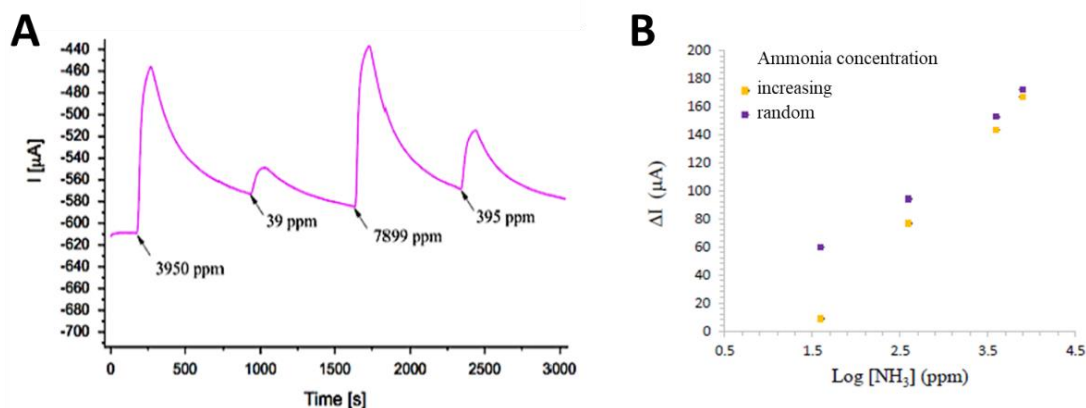 A
I [µA]
-440
-460
-480
-500
-520
-540
-560
-580
-600
-620
-640
-660
-680
-700
3950 ppm
39 ppm
7899 ppm
395 ppm
0 500 1000 1500 2000 2500 3000
Time [s]
B
ΔI (µA)
200
180
160
140
120
100
80
60
40
20
0
Ammonia concentration
increasing
random
0.5 1.5 2.5 3.5 4.5
Log [NH₃] (ppm)